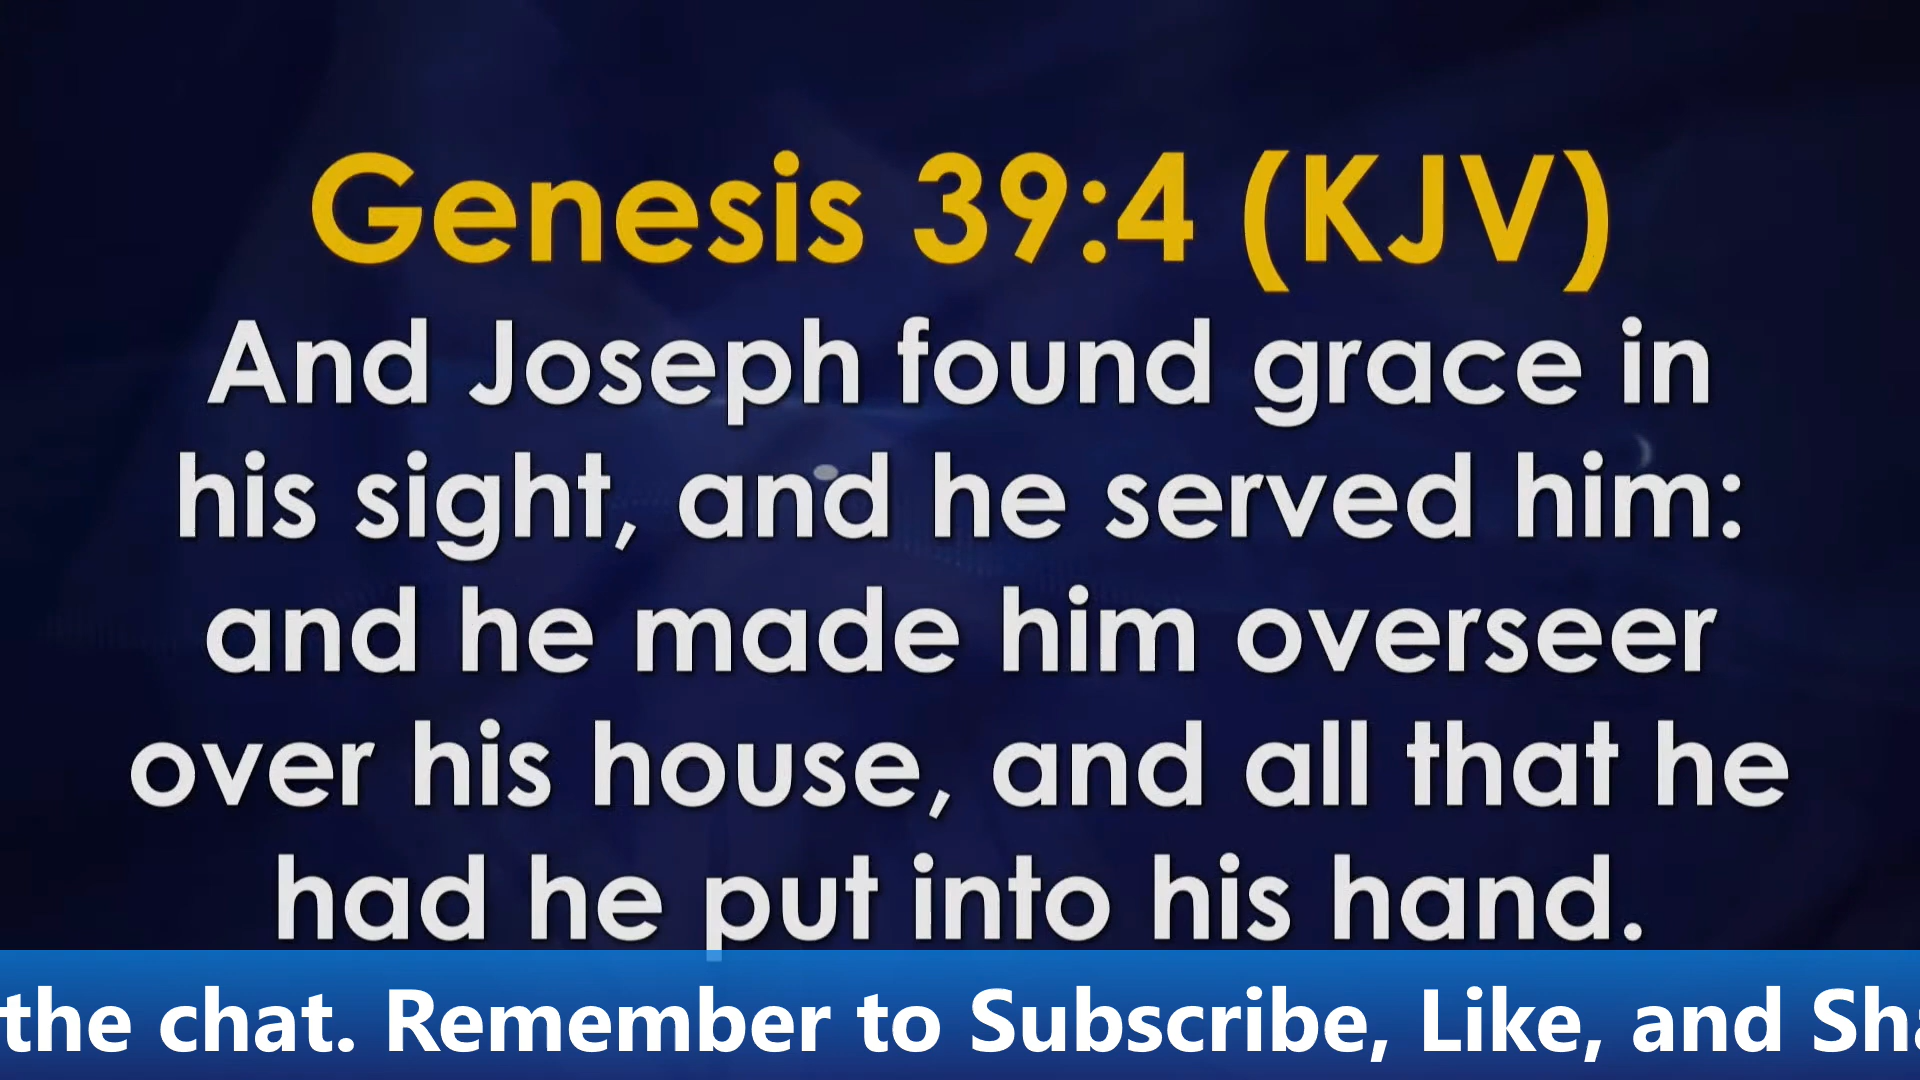 Genesis 39:4 (KJV)
And Joseph found grace in
his sight, and he served him:
and he made him overseer
over his house, and all that he
had he put into his hand.
the chat. Remember to Subscribe, Like, and Sha